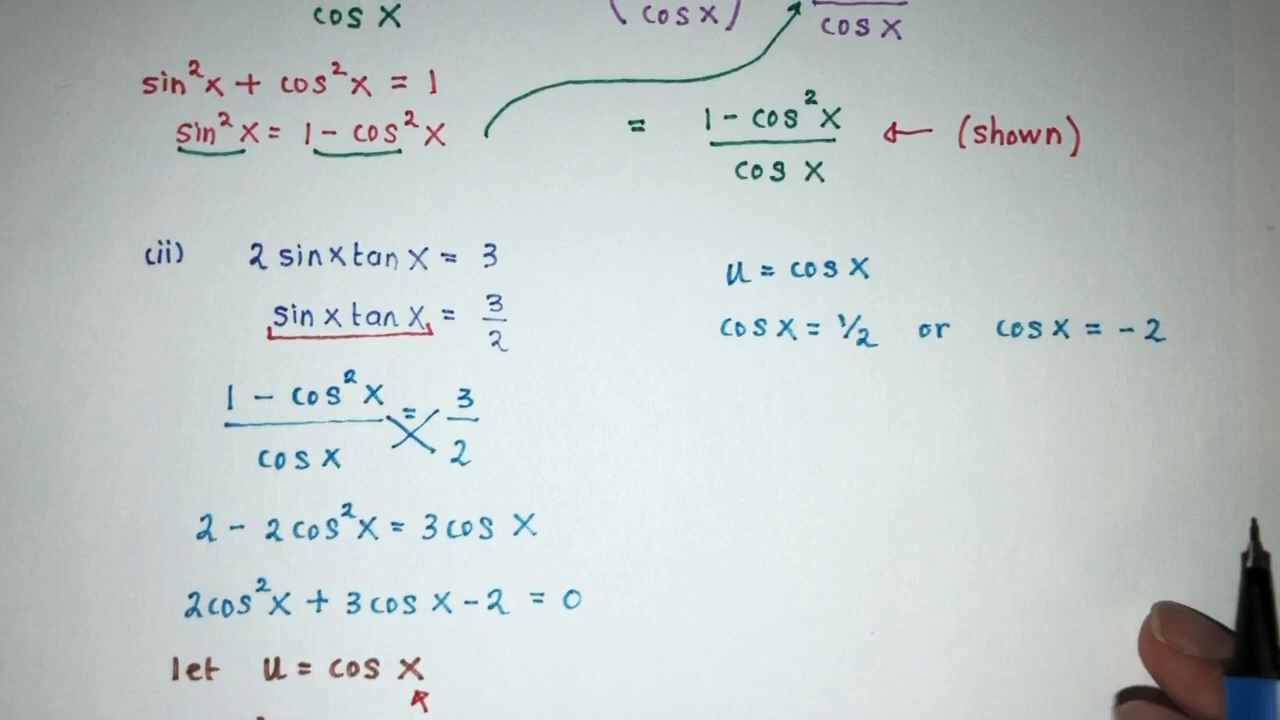 cos x (cos x) cos x
sin²x + cos²x = 1
sin²x = 1 - cos²x
= 1 - cos²x / cos x ← (shown)
(ii) 2 sin x tan x = 3
sin x tan x = 3/2
1 - cos²x / cos x = 3/2
2 - 2cos²x = 3cos x
2cos²x + 3cos x - 2 = 0
let u = cos x
u = cos x
cos x = 1/2 or cos x = -2